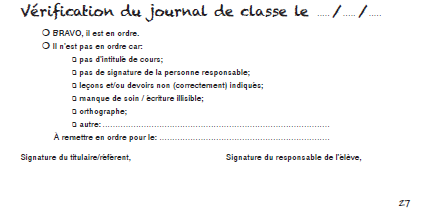 Vérification du journal de classe le ...../...../.....
❍ BRAVO, il est en ordre.
❍ Il n'est pas en ordre car:
❑ pas d'intitulé de cours;
❑ pas de signature de la personne responsable;
❑ leçons et/ou devoirs non (correctement) indiqués;
❑ manque de soin / écriture illisible;
❑ orthographe;
❑ autre:................................................................................
À remettre en ordre pour le: ............................................................
Signature du titulaire/référent, Signature du responsable de l'élève,
27